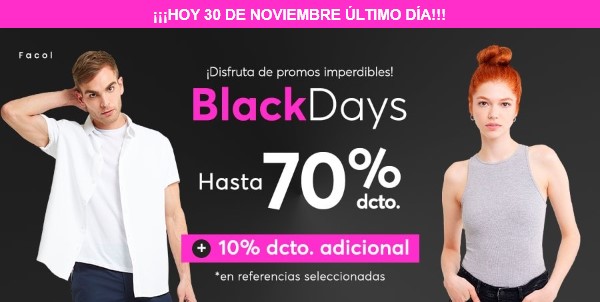 ¡¡¡HOY 30 DE NOVIEMBRE ÚLTIMO DÍA!!!
Facol
¡Disfruta de promos imperdibles!
BlackDays
Hasta 70% dcto.
+ 10% dcto. adicional
*en referencias seleccionadas